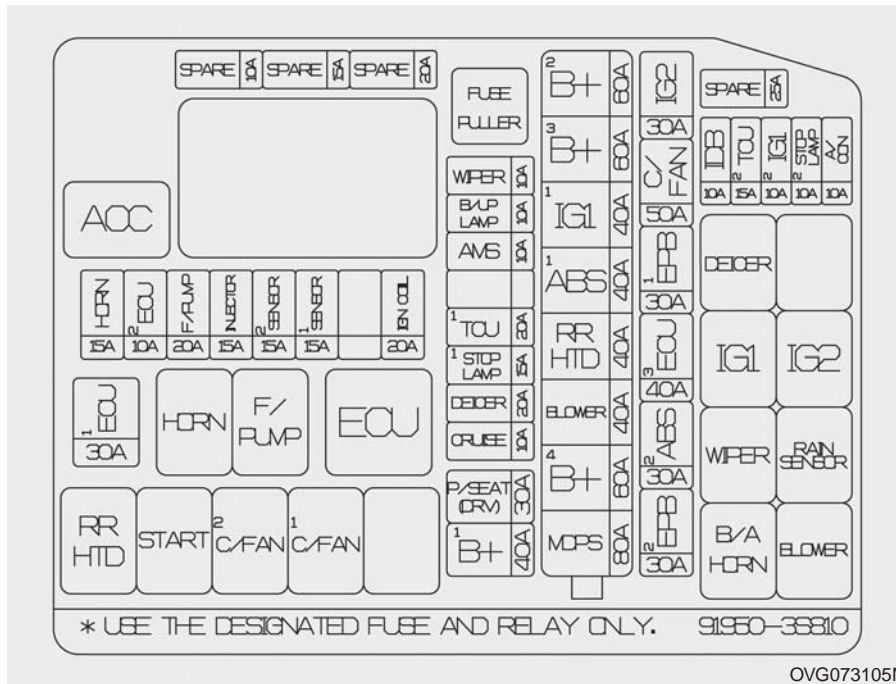 SPARE 10A SPARE 15A SPARE 20A
FUSE
PULLER
2 B+ 60A
3 B+ 60A
1 IG1 40A
1 ABS 40A
RR
HTD 40A
BLOWER 40A
4 B+ 60A
MDPS 80A
IG2
30A
C/
FAN
50A
1 EPB
30A
3 ECU
40A
2 ABS
30A
2 EPB
30A
SPARE 25A
IDB 10A
2 TCU 15A
2 IG1 10A
2 STOP
LAMP 10A
A/
CON 10A
ACC
WIPER 10A
B/UP
LAMP 10A
AMS 10A
1 TCU 20A
1 STOP
LAMP 15A
DEICER 20A
CRUISE 10A
P/SEAT
(DRV) 30A
1 B+ 40A
HORN 15A
2 ECU 10A
F/PUMP 20A
INJECTOR 15A
2 SENSOR 15A
1 SENSOR 15A
IGN COIL 20A
1 ECU
30A
HORN
F/
PUMP
ECU
RR
HTD
START
2 C/FAN
1 C/FAN
DEICER
IG1
IG2
WIPER
RAIN
SENSOR
B/A
HORN
BLOWER
* USE THE DESIGNATED FUSE AND RELAY ONLY. 91950-3S810
OVG073105N